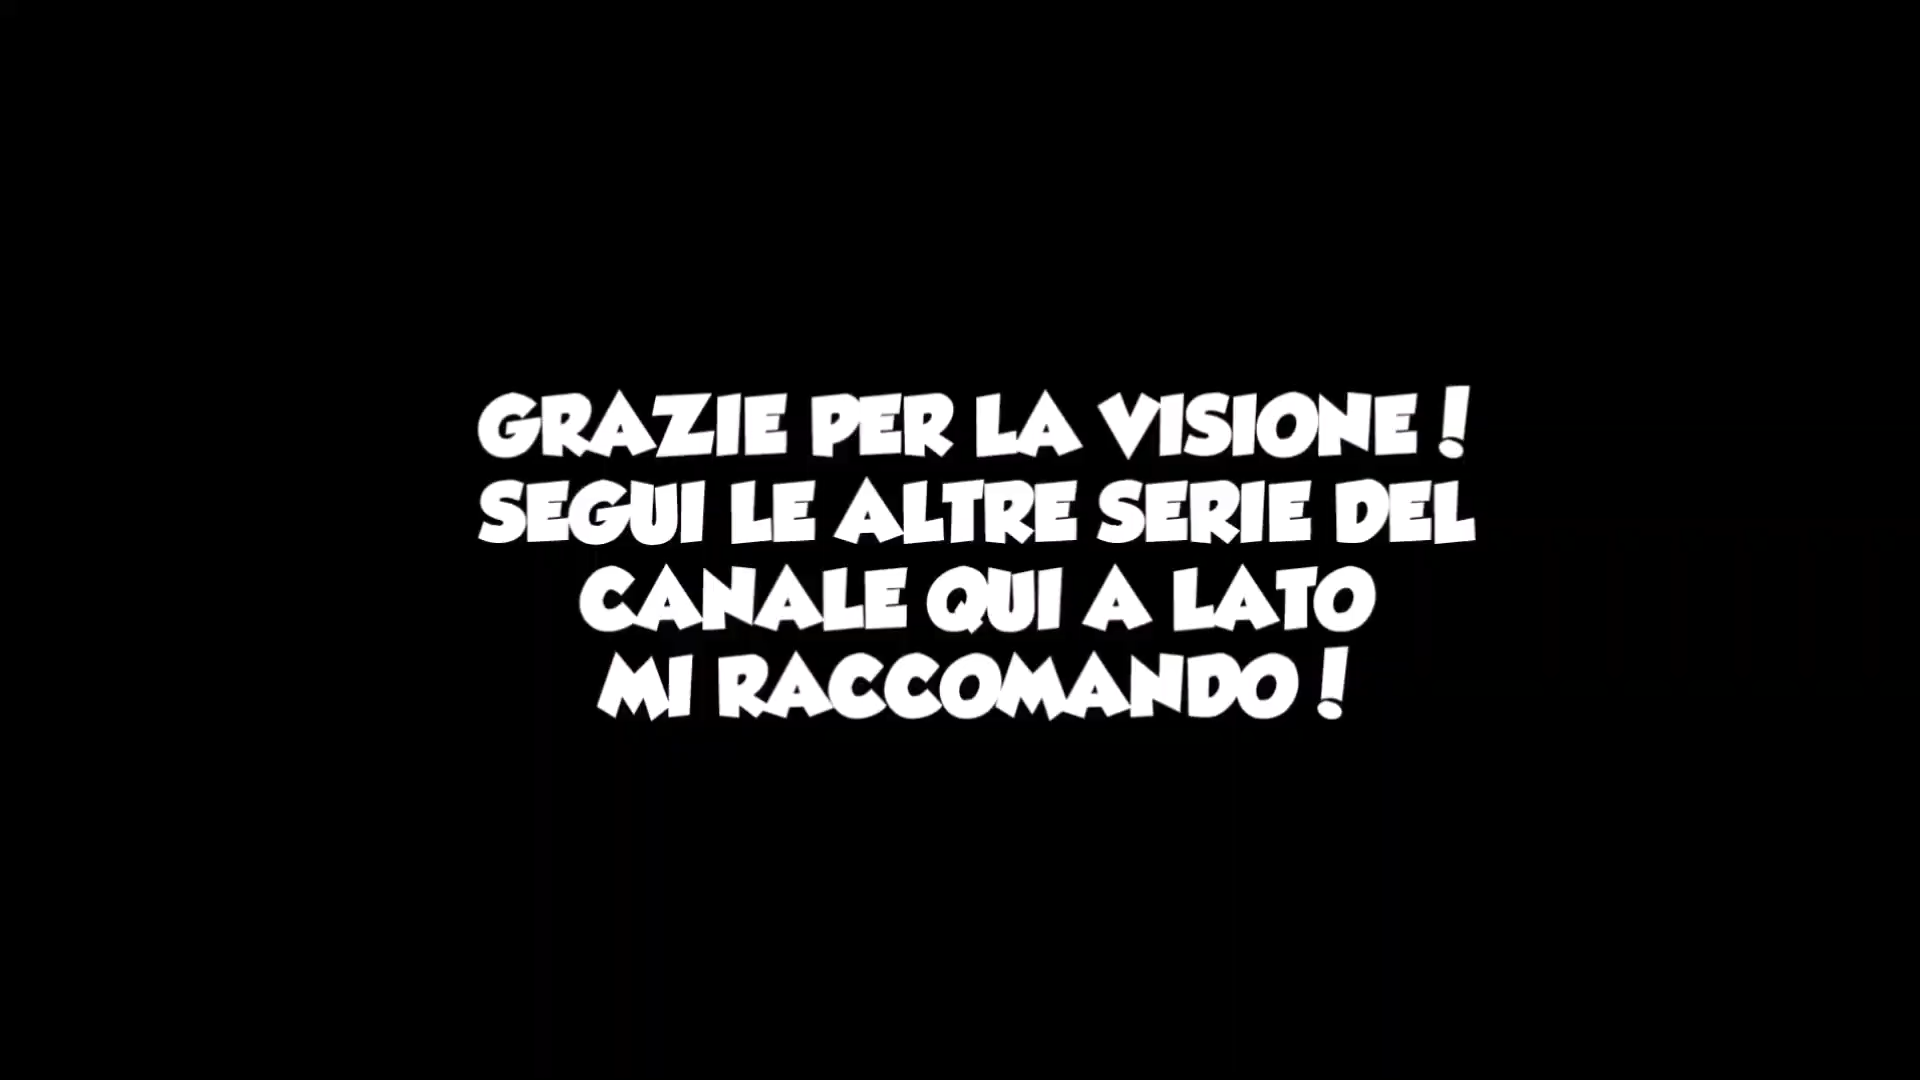 GRAZIE PER LA VISIONE!
SEGUI LE ALTRE SERIE DEL
CANALE QUI A LATO
MI RACCOMANDO!